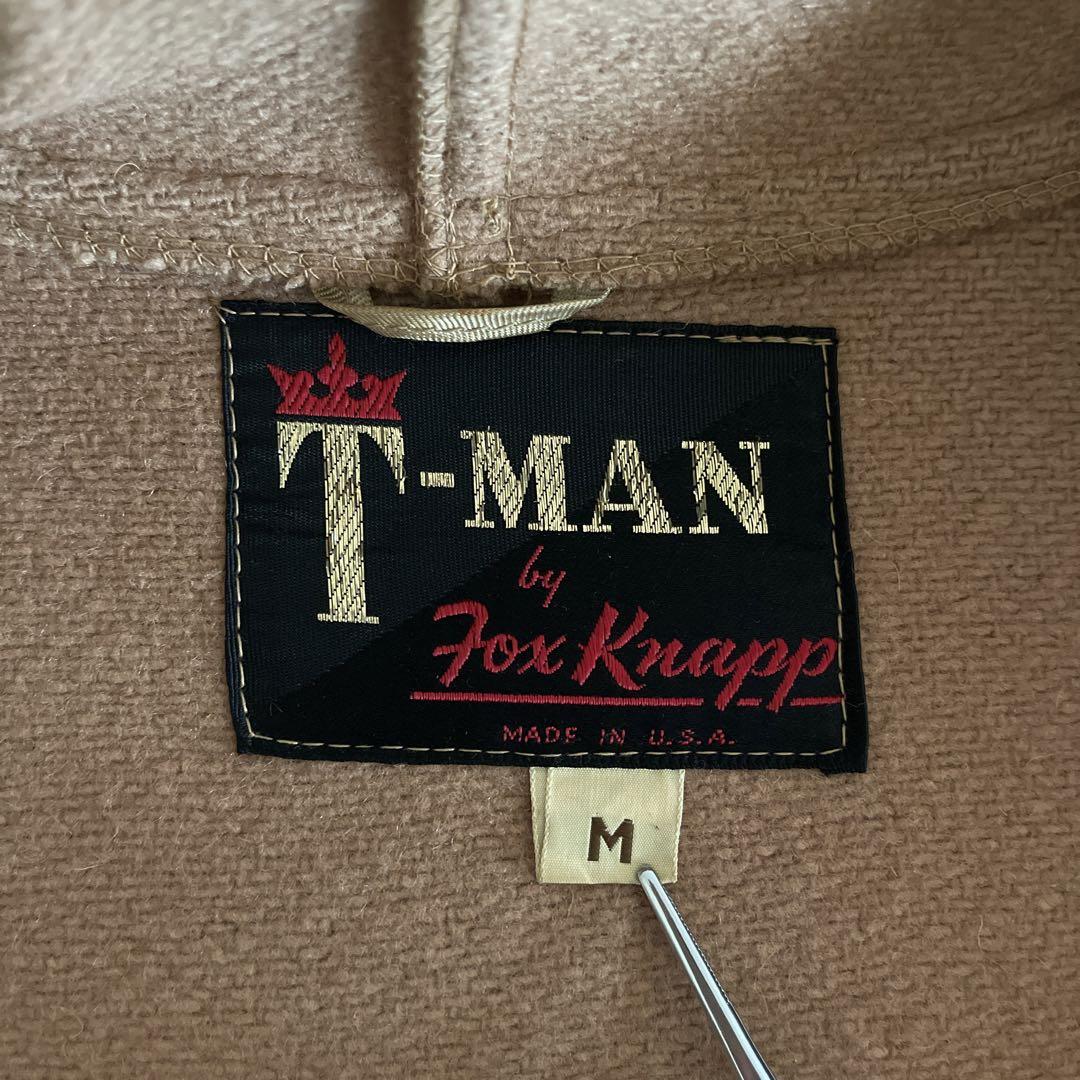 T-MAN
by
Fox Knapp
MADE IN U.S.A.
M